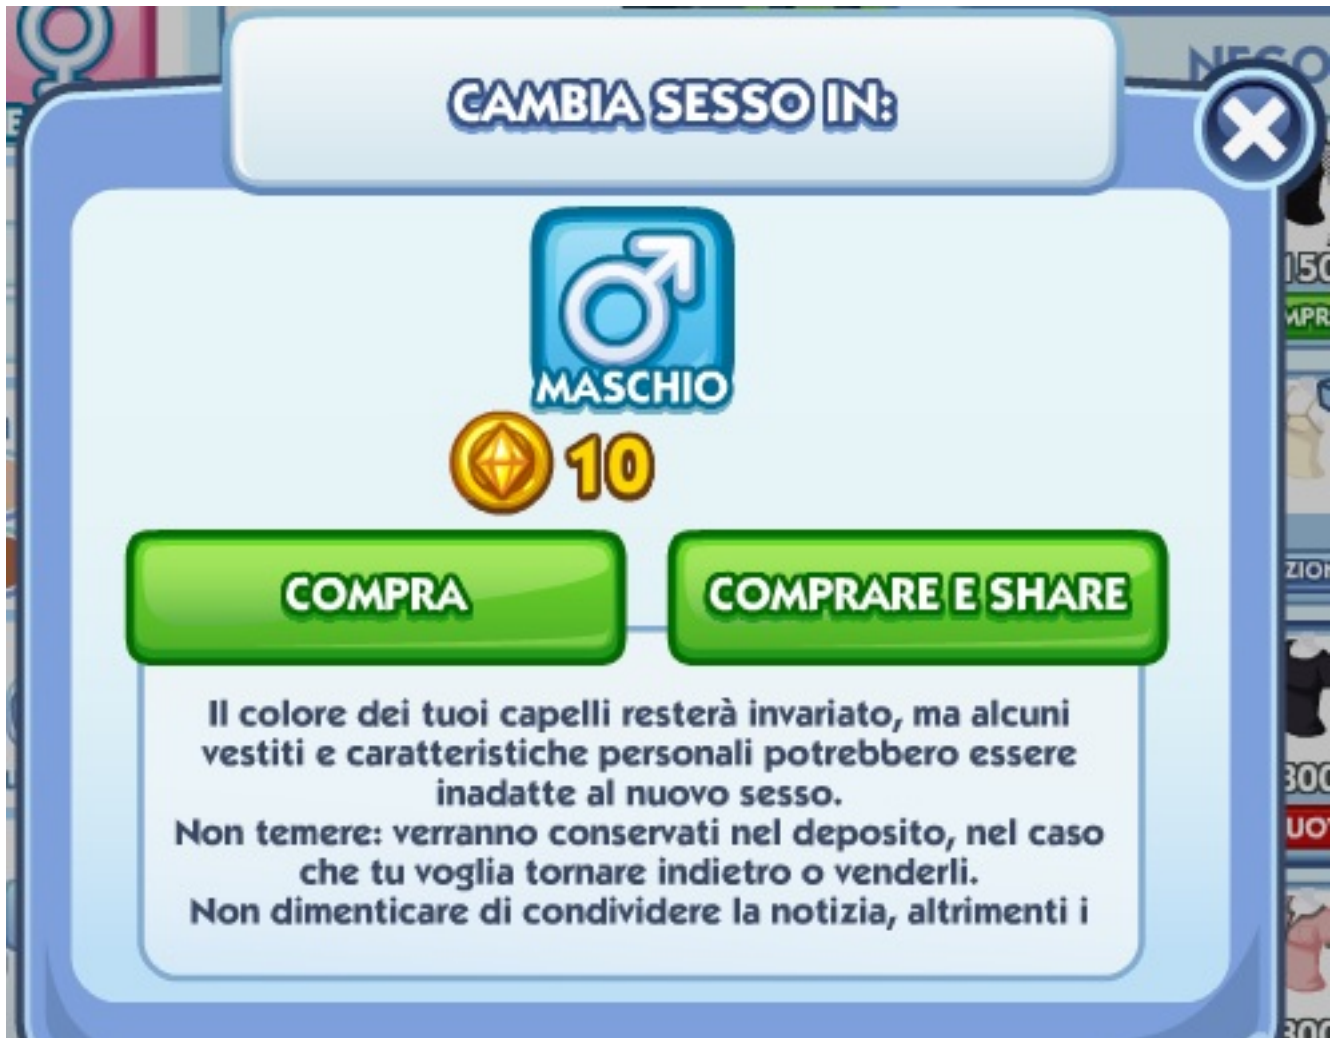 CAMBIA SESSO IN:
MASCHIO
10
COMPRA
COMPRARE E SHARE
Il colore dei tuoi capelli resterà invariato, ma alcuni
vestiti e caratteristiche personali potrebbero essere
inadatte al nuovo sesso.
Non temere: verranno conservati nel deposito, nel caso
che tu voglia tornare indietro o venderli.
Non dimenticare di condividere la notizia, altrimenti i